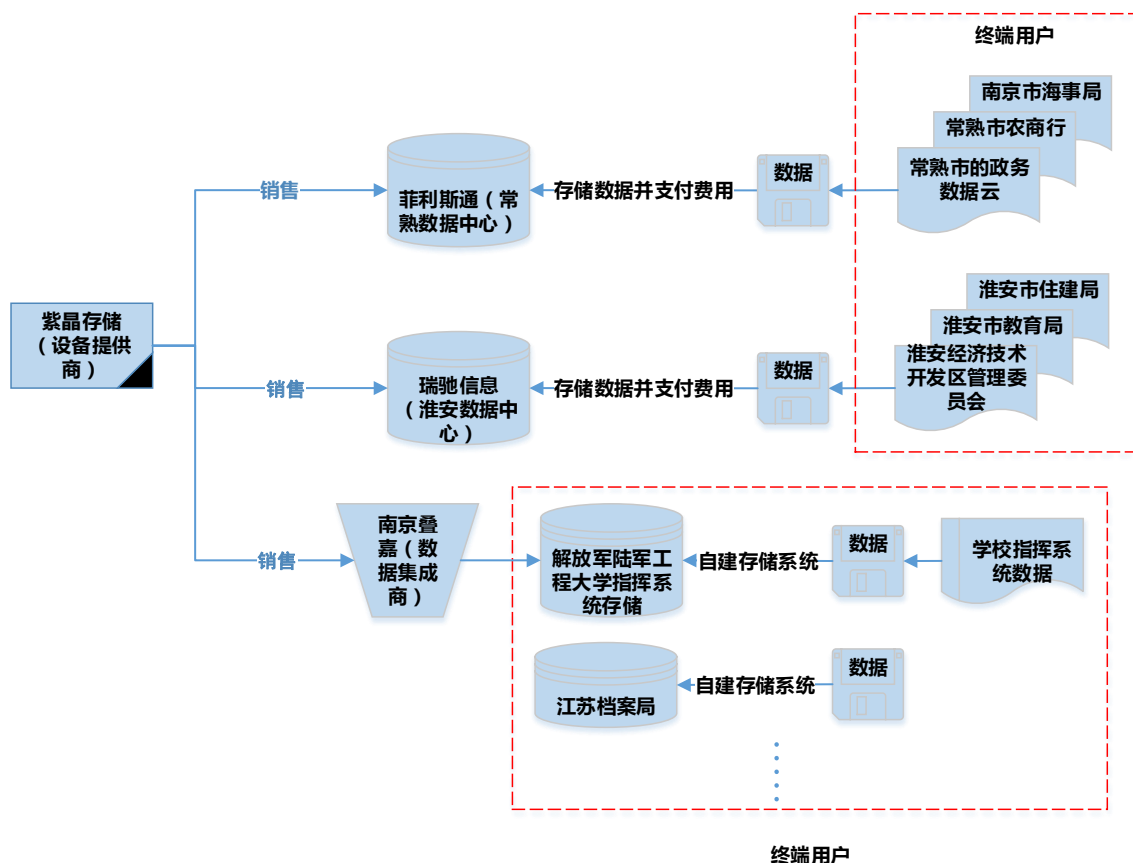 终端用户
南京市海事局
常熟市农商行
常熟市的政务
数据云
数据
存储数据并支付费用
菲利斯通（常
熟数据中心）
销售
紫晶存储
（设备提供
商）
淮安市住建局
淮安市教育局
淮安经济技术
开发区管理委
员会
数据
存储数据并支付费用
瑞驰信息
（淮安数据中
心）
销售
销售
南京叠
嘉（数
据集成
商）
解放军陆军工
程大学指挥系
统存储
自建存储系统
数据
学校指挥系
统数据
江苏档案局
自建存储系统
数据
终端用户